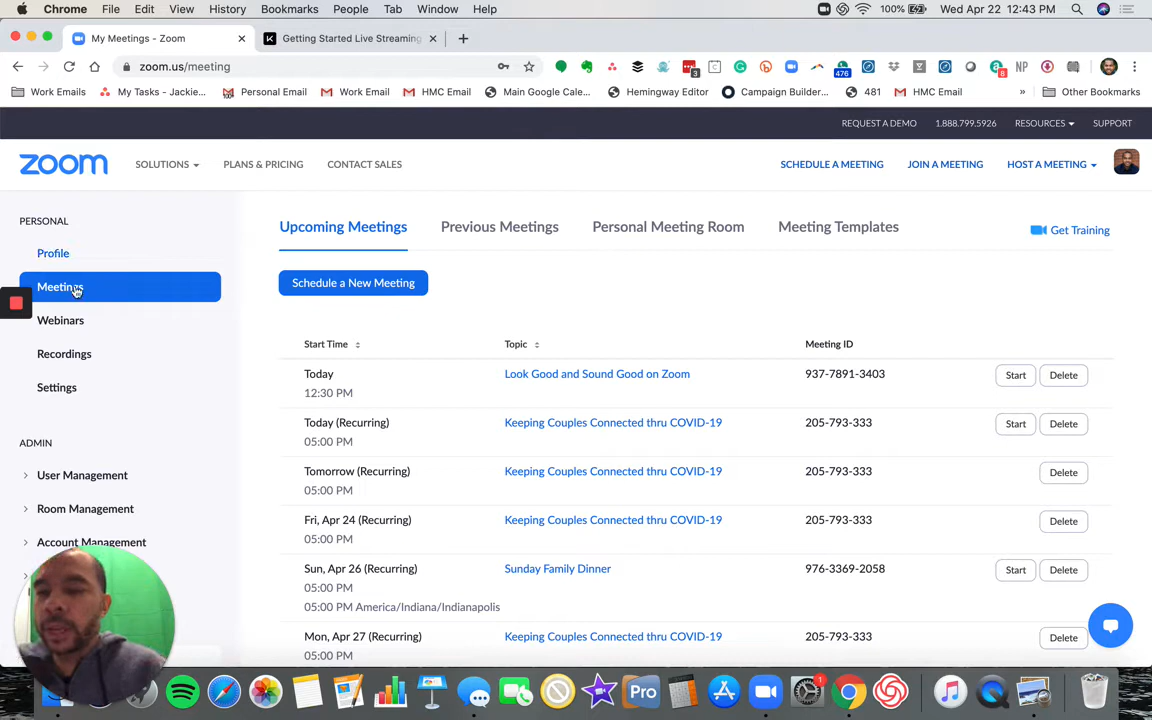 Chrome File Edit View History Bookmarks People Tab Window Help 100% Wed Apr 22 12:43 PM
My Meetings - Zoom Getting Started Live Streaming
zoom.us/meeting 3 476 8 NP
Work Emails My Tasks - Jackie... Personal Email Work Email HMC Email Main Google Cale... Hemingway Editor Campaign Builder... 481 HMC Email » Other Bookmarks
REQUEST A DEMO 1.888.799.5926 RESOURCES SUPPORT
zoom SOLUTIONS PLANS & PRICING CONTACT SALES SCHEDULE A MEETING JOIN A MEETING HOST A MEETING
PERSONAL
Profile
Meetings
Webinars
Recordings
Settings
ADMIN
User Management
Room Management
Account Management
Upcoming Meetings Previous Meetings Personal Meeting Room Meeting Templates Get Training
Schedule a New Meeting
Start Time Topic Meeting ID
Today Look Good and Sound Good on Zoom 937-7891-3403 Start Delete
12:30 PM
Today (Recurring) Keeping Couples Connected thru COVID-19 205-793-333 Start Delete
05:00 PM
Tomorrow (Recurring) Keeping Couples Connected thru COVID-19 205-793-333 Delete
05:00 PM
Fri, Apr 24 (Recurring) Keeping Couples Connected thru COVID-19 205-793-333 Delete
05:00 PM
Sun, Apr 26 (Recurring) Sunday Family Dinner 976-3369-2058 Start Delete
05:00 PM
05:00 PM America/Indiana/Indianapolis
Mon, Apr 27 (Recurring) Keeping Couples Connected thru COVID-19 205-793-333 Delete
05:00 PM
Pro 1